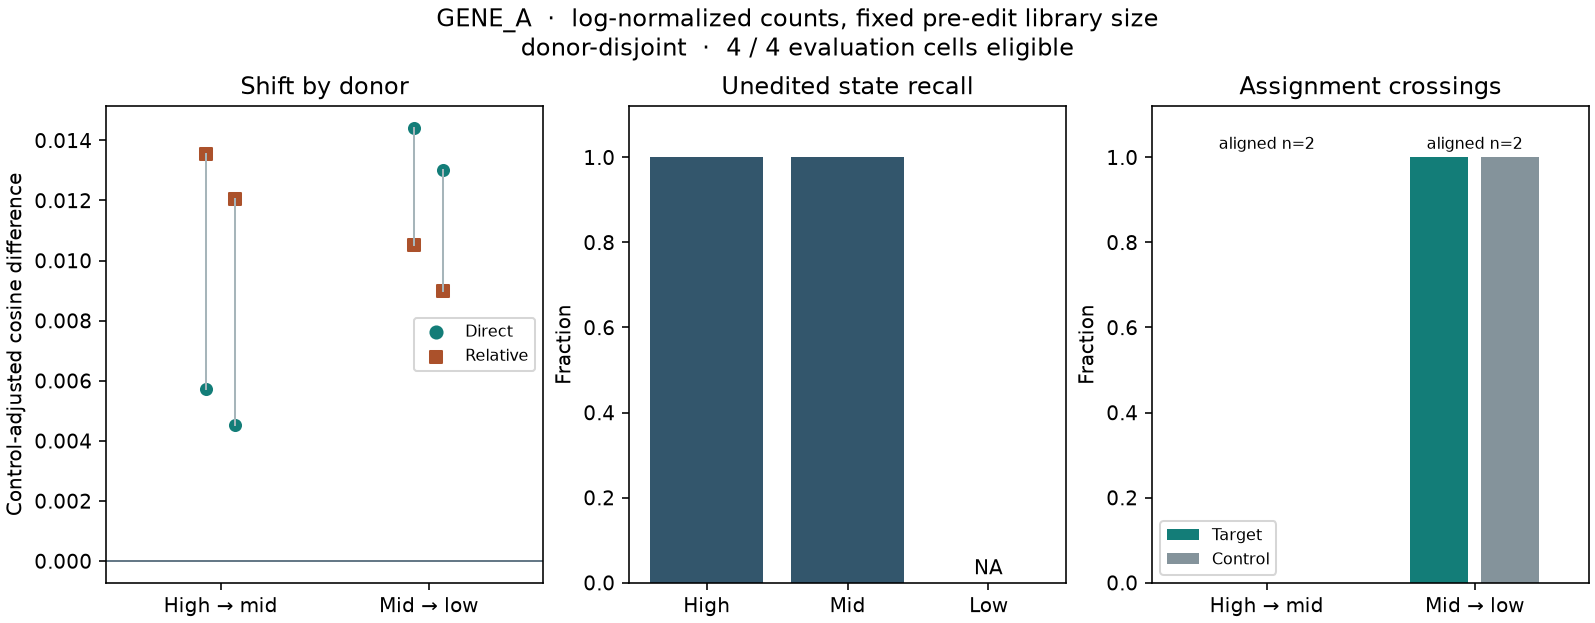 GENE_A · log-normalized counts, fixed pre-edit library size
donor-disjoint · 4 / 4 evaluation cells eligible
Shift by donor
Control-adjusted cosine difference
0.014
0.012
0.010
0.008
0.006
0.004
0.002
0.000
Direct
Relative
High → mid
Mid → low
Unedited state recall
Fraction
1.0
0.8
0.6
0.4
0.2
0.0
NA
High
Mid
Low
Assignment crossings
Fraction
1.0
0.8
0.6
0.4
0.2
0.0
aligned n=2
aligned n=2
Target
Control
High → mid
Mid → low